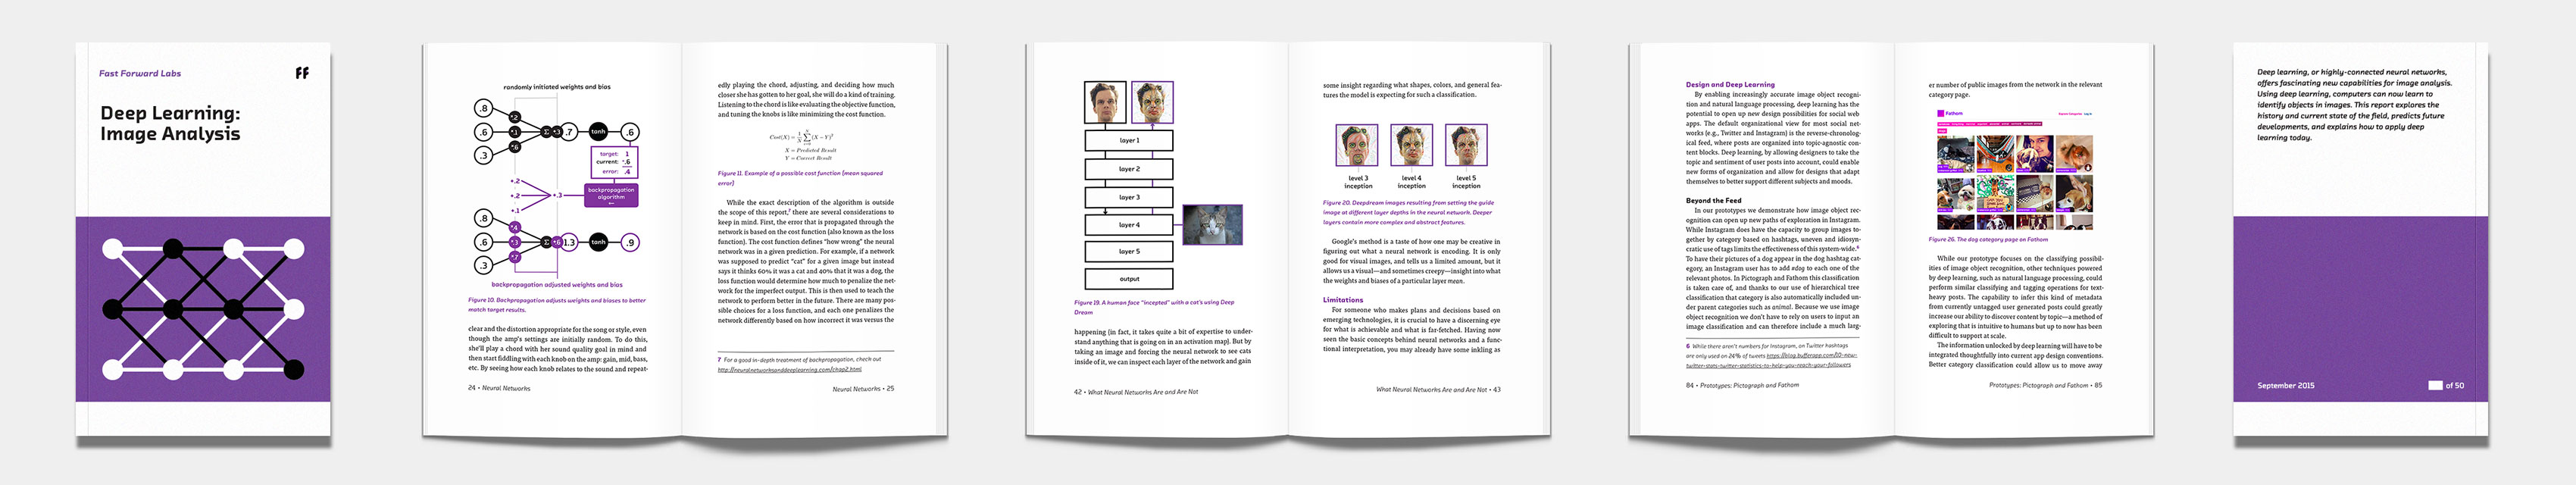 Fast Forward Labs
FF
Deep Learning:
Image Analysis
randomly initiated weights and bias
.8
.6
.3
.7
tanh
.6
target: 1
current: -.6
error: .4
backpropagation
algorithm
.8
.6
.3
1.3
tanh
.9
backpropagation adjusted weights and bias
Figure 10. Backpropagation adjusts weights and biases to better
match target results.
clear and the distortion appropriate for the song or style, even
though the amp's settings are initially random. To do this,
she'll play a chord with her sound quality goal in mind and
then start fiddling with each knob on the amp: gain, mid, bass,
etc. By seeing how each knob relates to the sound and repeat-
24 • Neural Networks
edly playing the chord, adjusting, and deciding how much
closer she has gotten to her goal, she will do a kind of training.
Listening to the chord is like evaluating the objective function,
and tuning the knobs is like minimizing the cost function.
X = Predicted Result
Y = Correct Result
Figure 11. Example of a possible cost function (mean squared
error)
While the exact description of the algorithm is outside
the scope of this report,7 there are several considerations to
keep in mind. First, the error that is propagated through the
network is based on the cost function (also known as the loss
function). The cost function defines "how wrong" the neural
network was in a given prediction. For example, if a network
was supposed to predict "cat" for a given image but instead
says it thinks 60% it was a cat and 40% that it was a dog, the
loss function would determine how much to penalize the net-
work for the imperfect output. This is then used to teach the
network to perform better in the future. There are many pos-
sible choices for a loss function, and each one penalizes the
network differently based on how incorrect it was versus the
7 For a good in-depth treatment of backpropagation, check out
http://neuralnetworksanddeeplearning.com/chap2.html
Neural Networks • 25
layer 1
layer 2
layer 3
layer 4
layer 5
output
Figure 19. A human face "incepted" with a cat's using Deep
Dream
happening (in fact, it takes quite a bit of expertise to under-
stand anything that is going on in an activation map). But by
taking an image and forcing the neural network to see cats
inside of it, we can inspect each layer of the network and gain
42 • What Neural Networks Are and Are Not
some insight regarding what shapes, colors, and general fea-
tures the model is expecting for such a classification.
level 3
inception
level 4
inception
level 5
inception
Figure 20. Deepdream images resulting from setting the guide
image at different layer depths in the neural network. Deeper
layers contain more complex and abstract features.
Google's method is a taste of how one may be creative in
figuring out what a neural network is encoding. It is only
good for visual images, and tells us a limited amount, but it
allows us a visual—and sometimes creepy—insight into what
the weights and biases of a particular layer mean.
Limitations
For someone who makes plans and decisions based on
emerging technologies, it is crucial to have a discerning eye
for what is achievable and what is far-fetched. Having now
seen the basic concepts behind neural networks and a func-
tional interpretation, you may already have some inkling as
What Neural Networks Are and Are Not • 43
Design and Deep Learning
By enabling increasingly accurate image object recogni-
tion and natural language processing, deep learning has the
potential to open up new design possibilities for social web
apps. The default organizational view for most social net-
works (e.g., Twitter and Instagram) is the reverse-chronolog-
ical feed, where posts are organized into topic-agnostic con-
tent blocks. Deep learning, by allowing designers to take the
topic and sentiment of user posts into account, could enable
new forms of organization and allow for designs that adapt
themselves to better support different subjects and moods.
Beyond the Feed
In our prototypes we demonstrate how image object rec-
ognition can open up new paths of exploration in Instagram.
While Instagram does have the capacity to group images to-
gether by category based on hashtags, uneven and idiosyn-
cratic use of tags limits the effectiveness of this system-wide.6
To have their pictures of a dog appear in the dog hashtag cat-
egory, an Instagram user has to add #dog to each one of the
relevant photos. In Pictograph and Fathom this classification
is taken care of, and thanks to our use of hierarchical tree
classification that category is also automatically included un-
der parent categories such as animal. Because we use image
object recognition we don't have to rely on users to input an
image classification and can therefore include a much larg-
6 While there aren't numbers for Instagram, on Twitter hashtags
are only used on 24% of tweets https://blog.bufferapp.com/10-new-
twitter-stats-twitter-statistics-to-help-you-reach-your-followers
84 • Prototypes: Pictograph and Fathom
er number of public images from the network in the relevant
category page.
Fathom
Figure 26. The dog category page on Fathom
While our prototype focuses on the classifying possibil-
ities of image object recognition, other techniques powered
by deep learning, such as natural language processing, could
perform similar classification and tagging operations for text-
heavy posts. The capability to infer this kind of metadata
from currently untagged user generated posts could greatly
increase our ability to discover content by topic—a method of
exploring that is intuitive to humans but up to now has been
difficult to support at scale.
The information unlocked by deep learning will have to be
integrated thoughtfully into current app design conventions.
Better category classification could allow us to move away
Prototypes: Pictograph and Fathom • 85
Deep learning, or highly-connected neural networks,
offers fascinating new capabilities for image analysis.
Using deep learning, computers can now learn to
identify objects in images. This report explores the
history and current state of the field, predicts future
developments, and explains how to apply deep
learning today.
September 2015
of 50